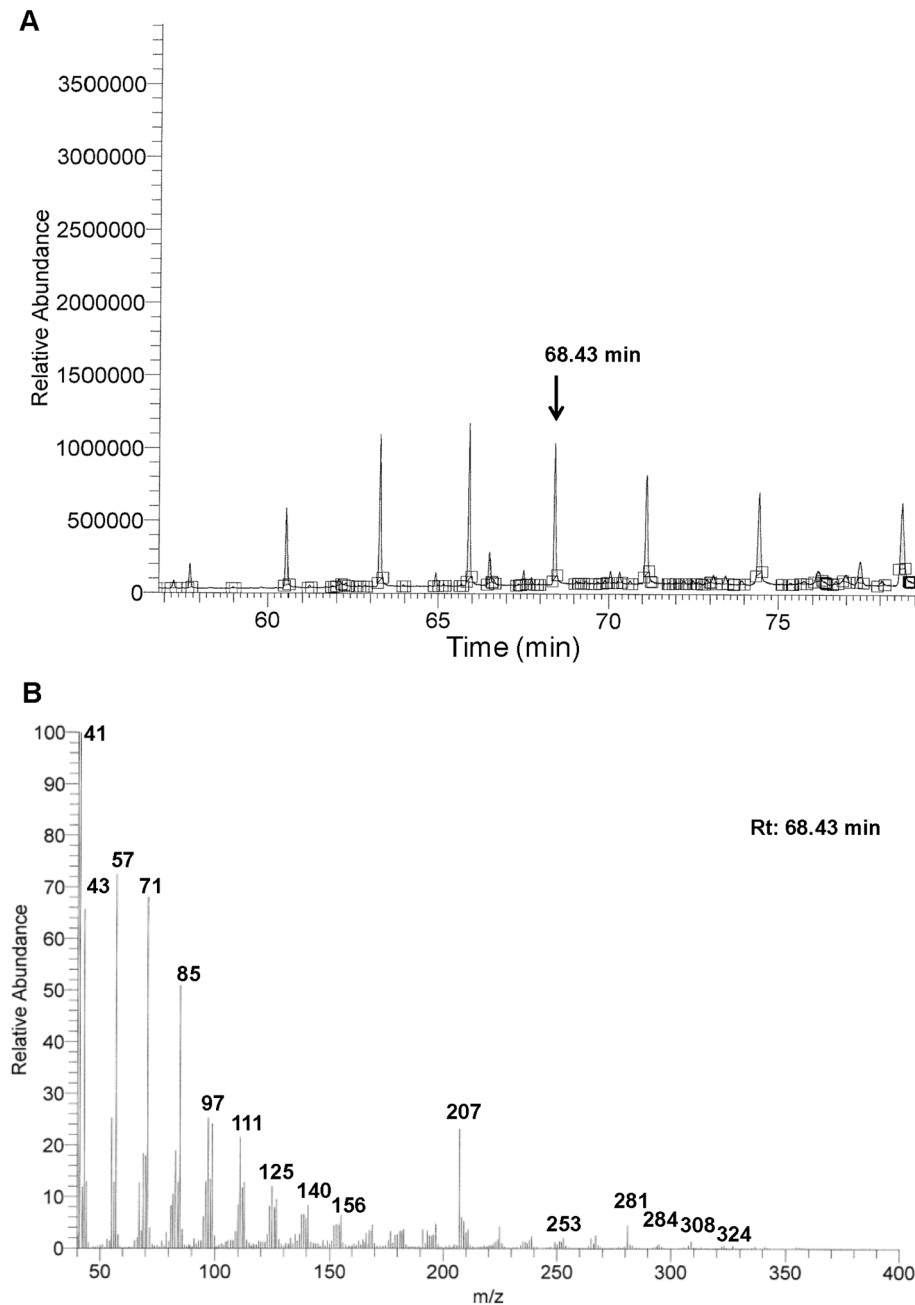 A
3500000
3000000
2500000
2000000
1500000
1000000
500000
0
Relative Abundance
68.43 min
60 65 70 75
Time (min)
B
100
90
80
70
60
50
40
30
20
10
0
Relative Abundance
41
Rt: 68.43 min
57
43 71
85
97
111
207
125
140
156
281
253 284 308 324
50 100 150 200 250 300 350 400
m/z